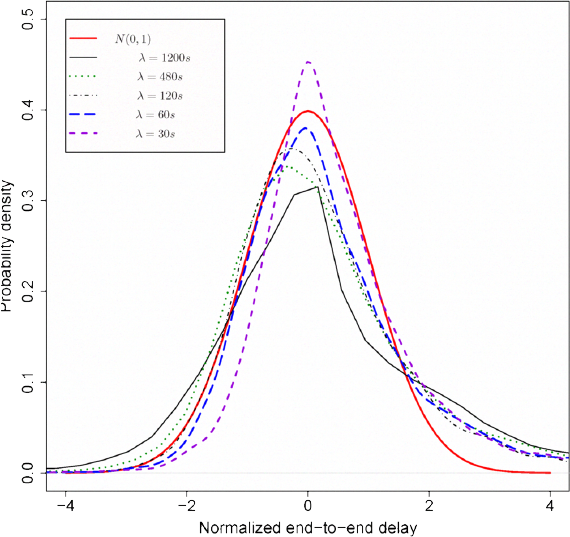 0.5
N(0, 1)
λ = 1200s
λ = 480s
λ = 120s
λ = 60s
λ = 30s
0.4
0.3
0.2
0.1
0.0
Probability density
−4
−2
0
2
4
Normalized end−to−end delay